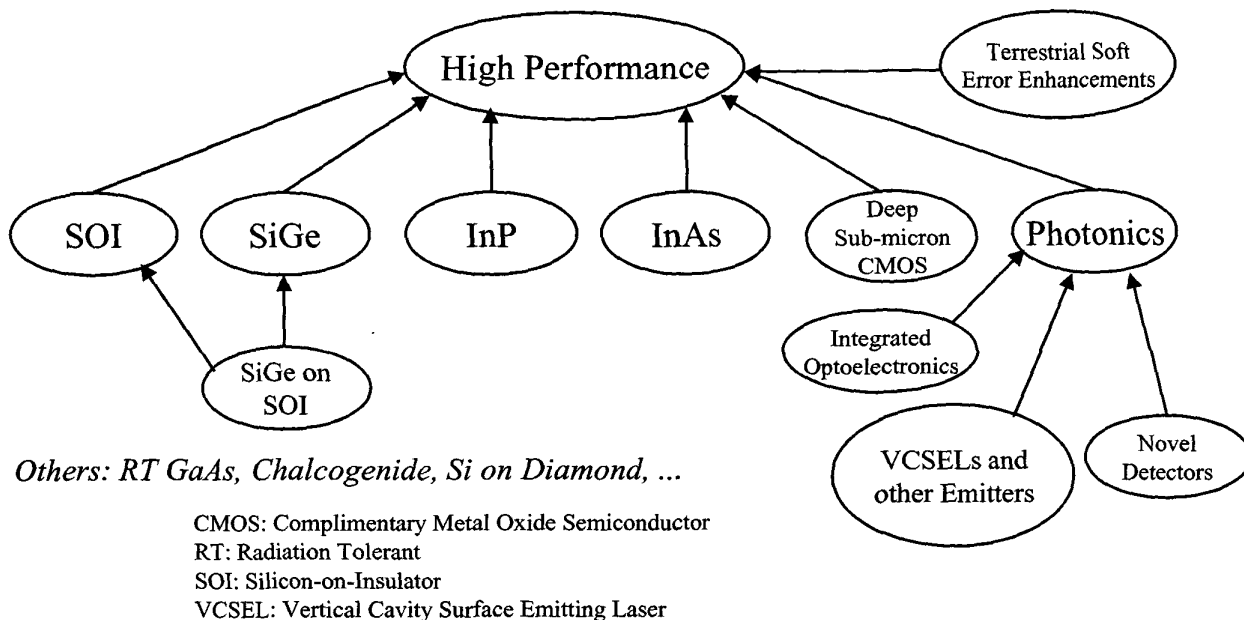 High Performance
Terrestrial Soft
Error Enhancements
SOI
SiGe
InP
InAs
Deep
Sub-micron
CMOS
Photonics
SiGe on
SOI
Integrated
Optoelectronics
VCSELs and
other Emitters
Novel
Detectors
Others: RT GaAs, Chalcogenide, Si on Diamond, ...
CMOS: Complimentary Metal Oxide Semiconductor
RT: Radiation Tolerant
SOI: Silicon-on-Insulator
VCSEL: Vertical Cavity Surface Emitting Laser